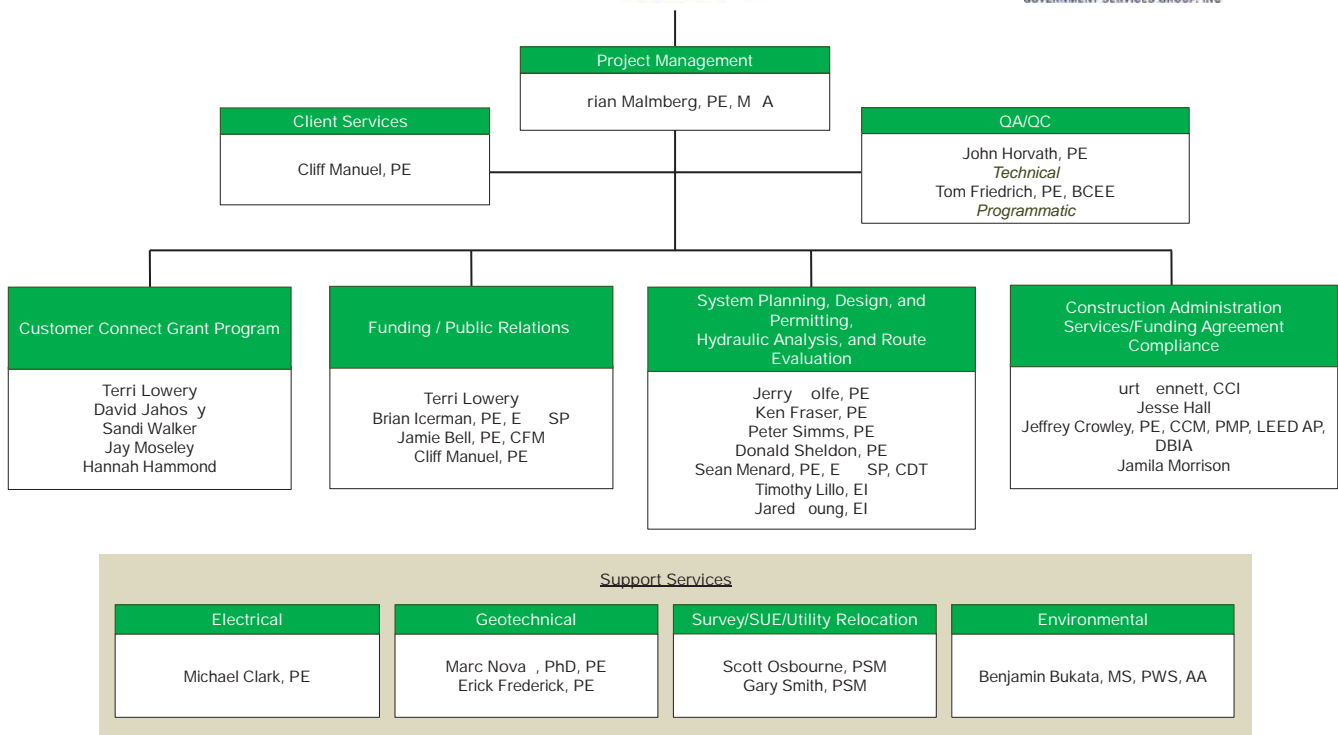 GOVERNMENT SERVICES GROUP, INC
Project Management
rian Malmberg, PE, M A
Client Services
Cliff Manuel, PE
QA/QC
John Horvath, PE
Technical
Tom Friedrich, PE, BCEE
Programmatic
Customer Connect Grant Program
Terri Lowery
David Jahos y
Sandi Walker
Jay Moseley
Hannah Hammond
Funding / Public Relations
Terri Lowery
Brian Icerman, PE, E SP
Jamie Bell, PE, CFM
Cliff Manuel, PE
System Planning, Design, and
Permitting,
Hydraulic Analysis, and Route
Evaluation
Jerry olfe, PE
Ken Fraser, PE
Peter Simms, PE
Donald Sheldon, PE
Sean Menard, PE, E SP, CDT
Timothy Lillo, EI
Jared oung, EI
Construction Administration
Services/Funding Agreement
Compliance
urt ennett, CCI
Jesse Hall
Jeffrey Crowley, PE, CCM, PMP, LEED AP,
DBIA
Jamila Morrison
Support Services
Electrical
Michael Clark, PE
Geotechnical
Marc Nova , PhD, PE
Erick Frederick, PE
Survey/SUE/Utility Relocation
Scott Osbourne, PSM
Gary Smith, PSM
Environmental
Benjamin Bukata, MS, PWS, AA